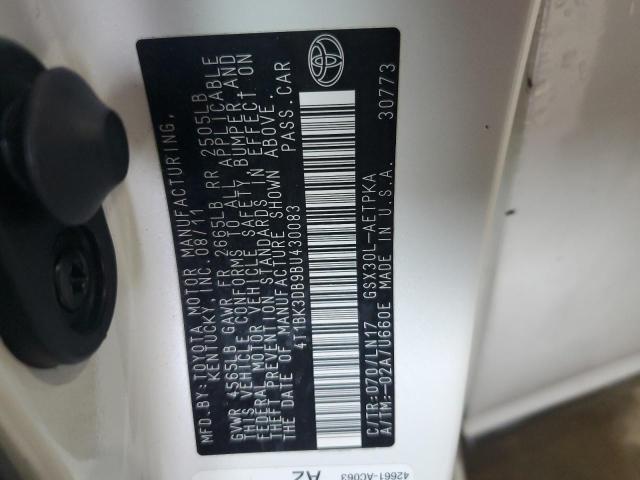 MFD.BY:TOYOTA MOTOR MANUFACTURING,
KENTUCKY, INC. 08/11
GVWR 4565LB GAWR FR 2665LB RR 2505LB
THIS VEHICLE CONFORMS TO ALL APPLICABLE
FEDERAL MOTOR VEHICLE SAFETY, BUMPER AND
THEFT PREVENTION STANDARDS IN EFFECT ON
THE DATE OF MANUFACTURE SHOWN ABOVE.
4T1BK3DB9BU430083 PASS.CAR
C/TR:070/LN17 GSX30L-AETPKA
A/TM:-02A/U660E MADE IN U.S.A. 30773
42661-AC063
A2